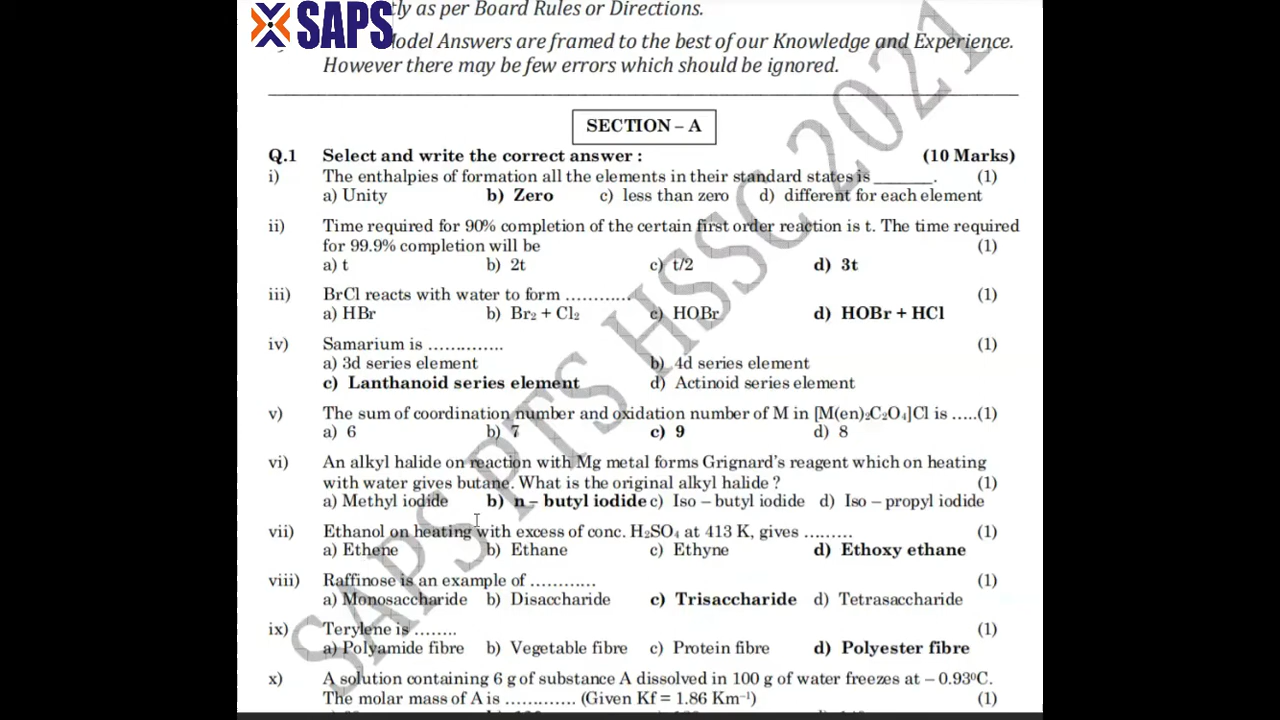 SAPS
tly as per Board Rules or Directions.
Model Answers are framed to the best of our Knowledge and Experience.
However there may be few errors which should be ignored.
SECTION – A
Q.1 Select and write the correct answer : (10 Marks)
i) The enthalpies of formation all the elements in their standard states is ______. (1)
a) Unity b) Zero c) less than zero d) different for each element
ii) Time required for 90% completion of the certain first order reaction is t. The time required
for 99.9% completion will be (1)
a) t b) 2t c) t/2 d) 3t
iii) BrCl reacts with water to form ………… (1)
a) HBr b) Br₂ + Cl₂ c) HOBr d) HOBr + HCl
iv) Samarium is ………….. (1)
a) 3d series element b) 4d series element
c) Lanthanoid series element d) Actinoid series element
v) The sum of coordination number and oxidation number of M in [M(en)₂C₂O₄]Cl is …..(1)
a) 6 b) 7 c) 9 d) 8
vi) An alkyl halide on reaction with Mg metal forms Grignard's reagent which on heating
with water gives butane. What is the original alkyl halide ? (1)
a) Methyl iodide b) n – butyl iodide c) Iso – butyl iodide d) Iso – propyl iodide
vii) Ethanol on heating with excess of conc. H₂SO₄ at 413 K, gives ……… (1)
a) Ethene b) Ethane c) Ethyne d) Ethoxy ethane
viii) Raffinose is an example of ………… (1)
a) Monosaccharide b) Disaccharide c) Trisaccharide d) Tetrasaccharide
ix) Terylene is …….. (1)
a) Polyamide fibre b) Vegetable fibre c) Protein fibre d) Polyester fibre
x) A solution containing 6 g of substance A dissolved in 100 g of water freezes at – 0.93⁰C.
The molar mass of A is …………. (Given Kf = 1.86 Km⁻¹) (1)
SAPS PTS HSSC 2021